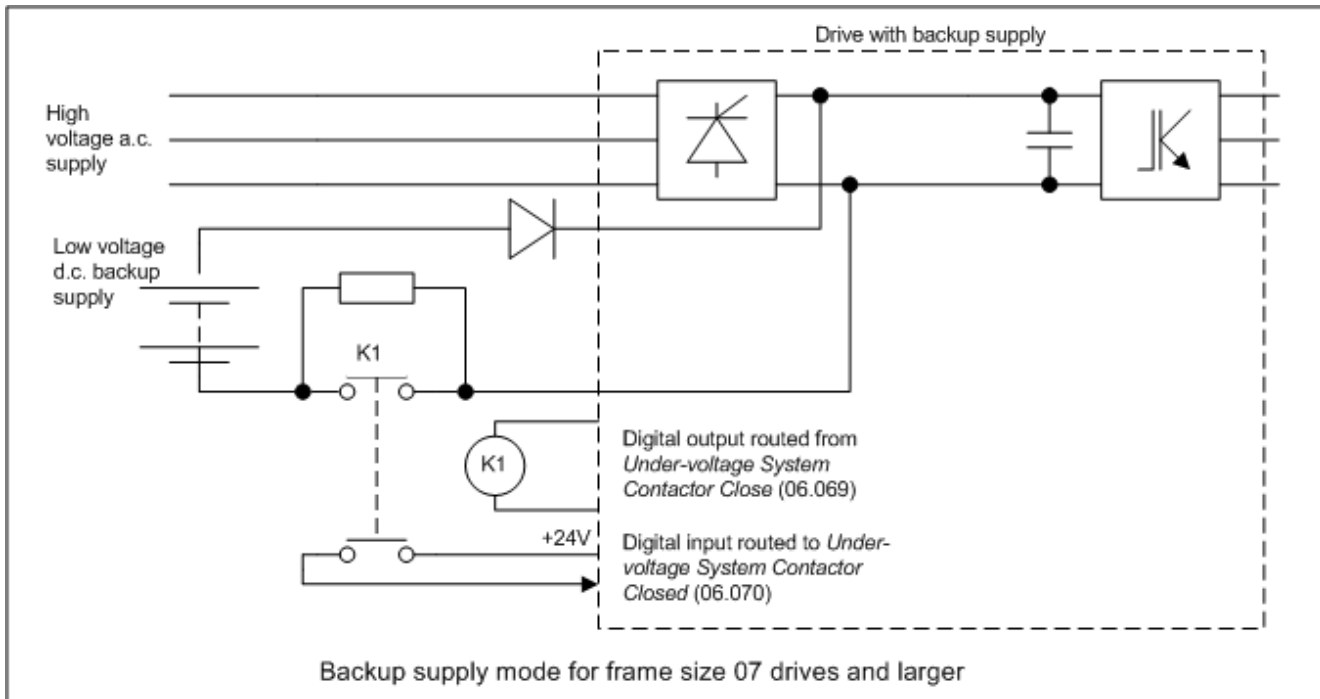 Drive with backup supply
High
voltage a.c.
supply
Low voltage
d.c. backup
supply
K1
K1
Digital output routed from
Under-voltage System
Contactor Close (06.069)
+24V
Digital input routed to Under-
voltage System Contactor
Closed (06.070)
Backup supply mode for frame size 07 drives and larger